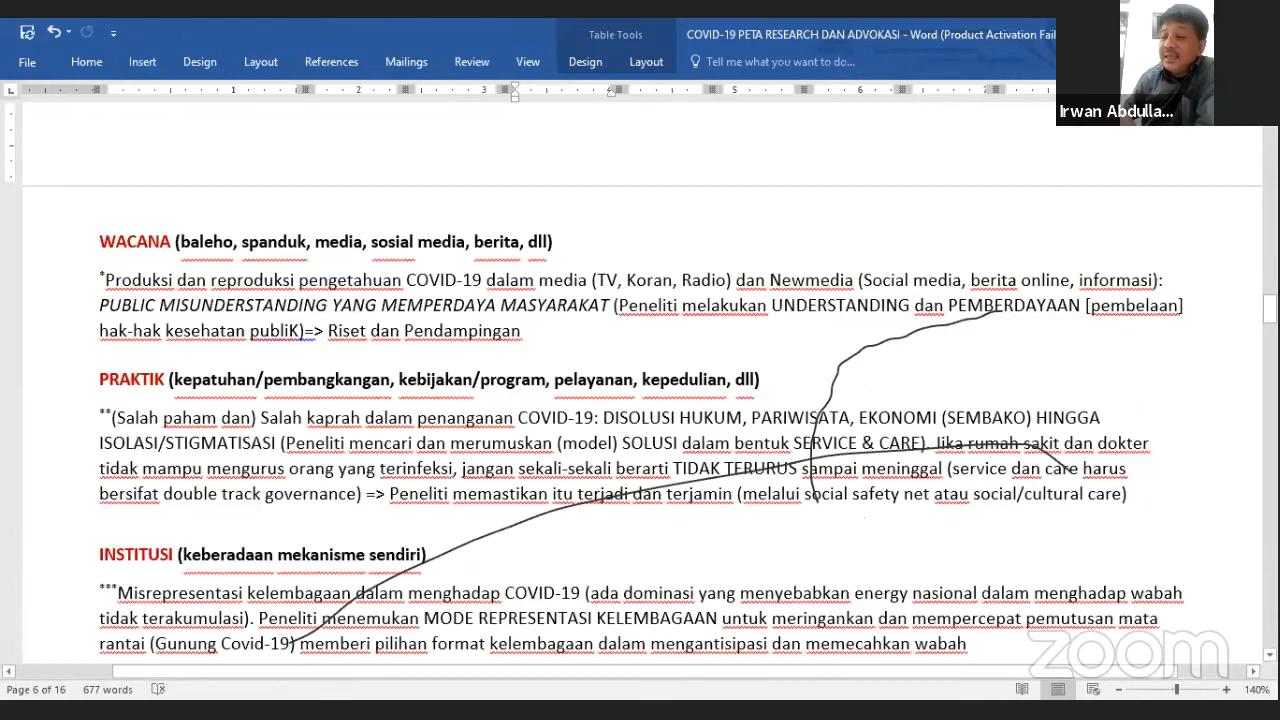 Table Tools
COVID-19 PETA RESEARCH DAN ADVOKASI - Word (Product Activation Fail
File Home Insert Design Layout References Mailings Review View Design Layout Tell me what you want to do...
Irwan Abdulla...
1 2 3 4 5 6 7
WACANA (baleho, spanduk, media, sosial media, berita, dll)
*Produksi dan reproduksi pengetahuan COVID-19 dalam media (TV, Koran, Radio) dan Newmedia (Social media, berita online, informasi):
PUBLIC MISUNDERSTANDING YANG MEMPERDAYA MASYARAKAT (Peneliti melakukan UNDERSTANDING dan PEMBERDAYAAN [pembelaan]
hak-hak kesehatan publiK)=> Riset dan Pendampingan
PRAKTIK (kepatuhan/pembangkangan, kebijakan/program, pelayanan, kepedulian, dll)
**(Salah paham dan) Salah kaprah dalam penanganan COVID-19: DISOLUSI HUKUM, PARIWISATA, EKONOMI (SEMBAKO) HINGGA
ISOLASI/STIGMATISASI (Peneliti mencari dan merumuskan (model) SOLUSI dalam bentuk SERVICE & CARE). Jika rumah sakit dan dokter
tidak mampu mengurus orang yang terinfeksi, jangan sekali-sekali berarti TIDAK TERURUS sampai meninggal (service dan care harus
bersifat double track governance) => Peneliti memastikan itu terjadi dan terjamin (melalui social safety net atau social/cultural care)
INSTITUSI (keberadaan mekanisme sendiri)
***Misrepresentasi kelembagaan dalam menghadap COVID-19 (ada dominasi yang menyebabkan energy nasional dalam menghadap wabah
tidak terakumulasi). Peneliti menemukan MODE REPRESENTASI KELEMBAGAAN untuk meringankan dan mempercepat pemutusan mata
rantai (Gunung Covid-19) memberi pilihan format kelembagaan dalam mengantisipasi dan memecahkan wabah
zoom
Page 6 of 16 677 words 140%